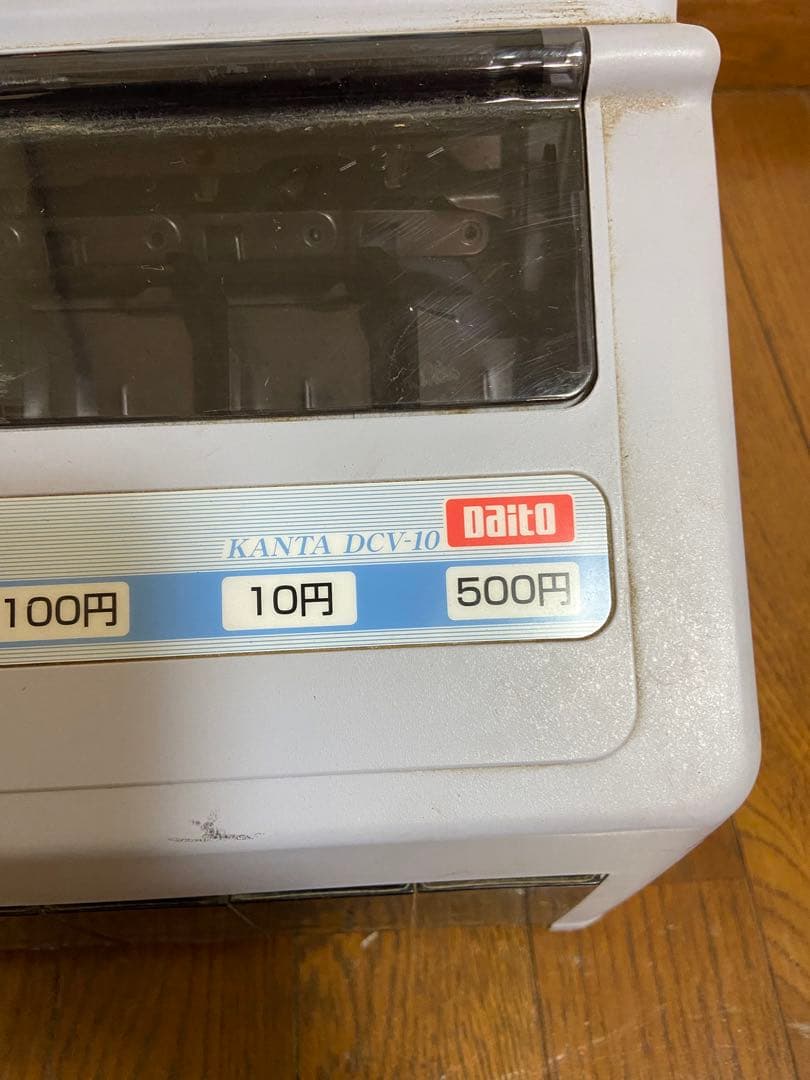 Daito
KANTA DCV-10
100円 10円 500円